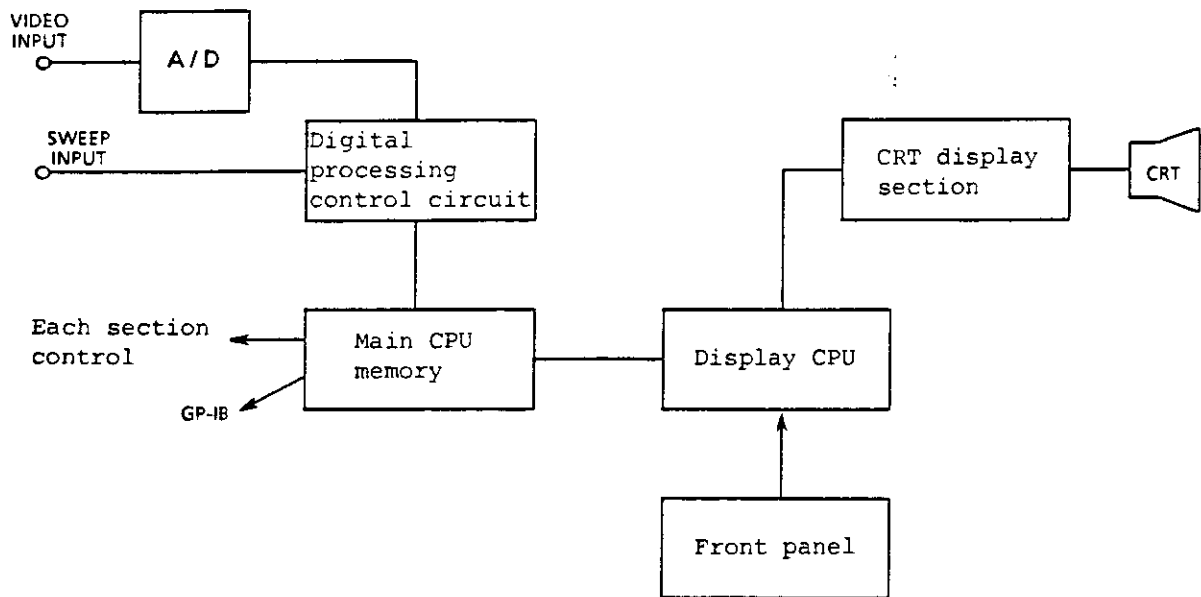 VIDEO
INPUT
A/D
SWEEP
INPUT
Digital
processing
control circuit
CRT display
section
CRT
Each section
control
GP-IB
Main CPU
memory
Display CPU
Front panel